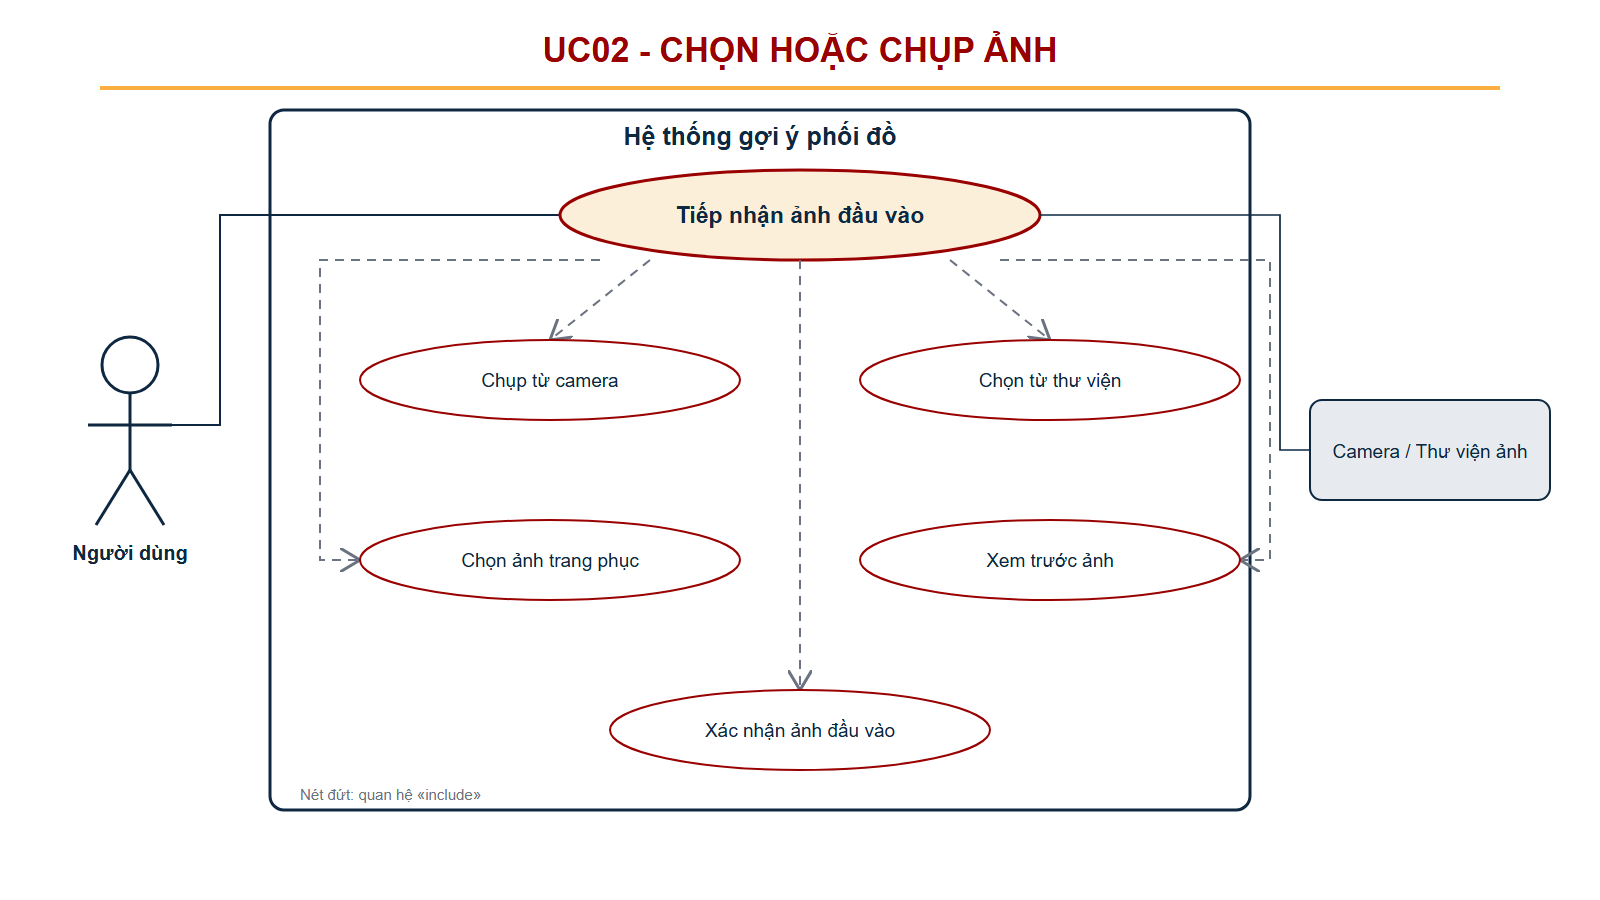 UC02 - CHỌN HOẶC CHỤP ẢNH
Hệ thống gợi ý phối đồ
Tiếp nhận ảnh đầu vào
Chụp từ camera
Chọn từ thư viện
Camera / Thư viện ảnh
Người dùng
Chọn ảnh trang phục
Xem trước ảnh
Xác nhận ảnh đầu vào
Nét đứt: quan hệ «include»